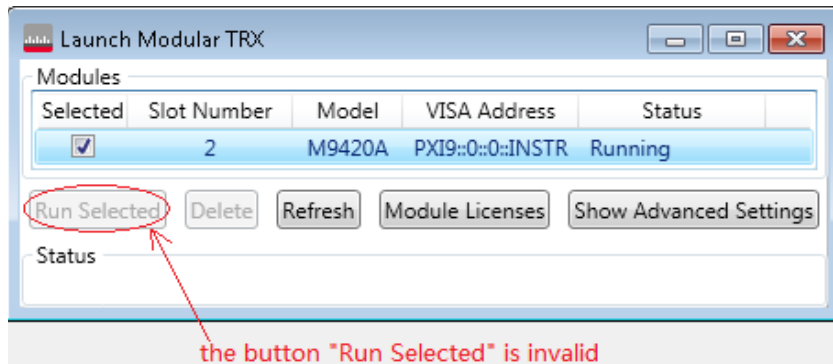 Launch Modular TRX
Modules
Selected Slot Number Model VISA Address Status
2 M9420A PXI9::0::0::INSTR Running
Run Selected Delete Refresh Module Licenses Show Advanced Settings
Status
the button "Run Selected" is invalid